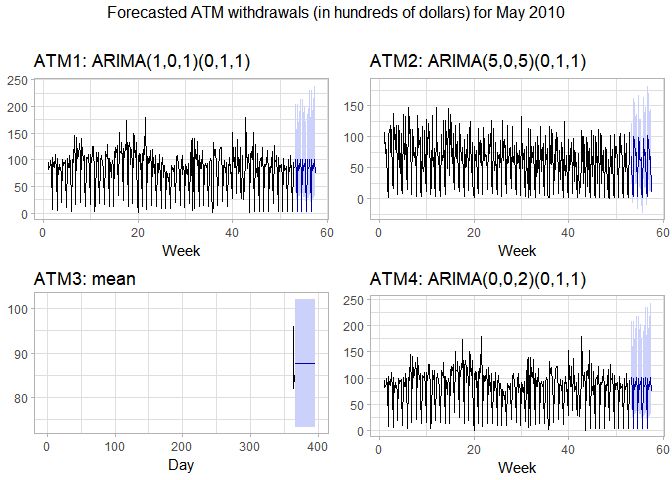 Forecasted ATM withdrawals (in hundreds of dollars) for May 2010
ATM1: ARIMA(1,0,1)(0,1,1)
250
200
150
100
50
0
0 20 40 60
Week
ATM2: ARIMA(5,0,5)(0,1,1)
150
100
50
0
0 20 40 60
Week
ATM3: mean
100
90
80
0 100 200 300 400
Day
ATM4: ARIMA(0,0,2)(0,1,1)
250
200
150
100
50
0
0 20 40 60
Week